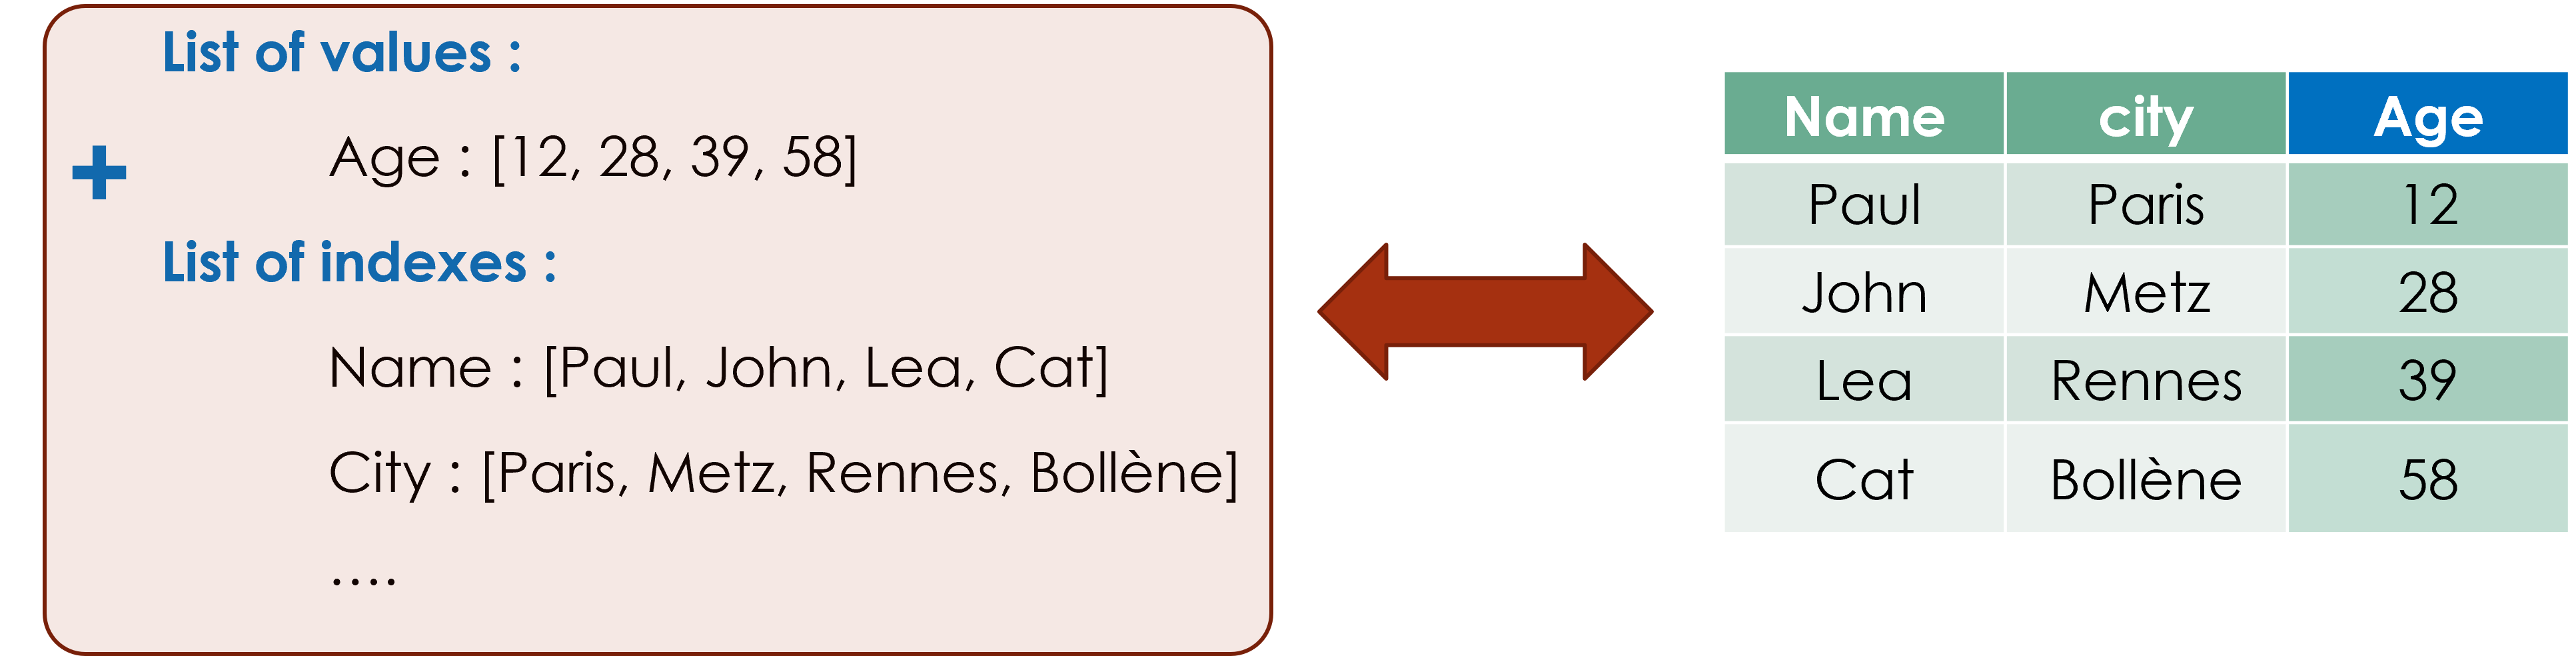 List of values :
+
Age : [12, 28, 39, 58]
List of indexes :
Name : [Paul, John, Lea, Cat]
City : [Paris, Metz, Rennes, Bollène]
....
Name city Age
Paul Paris 12
John Metz 28
Lea Rennes 39
Cat Bollène 58